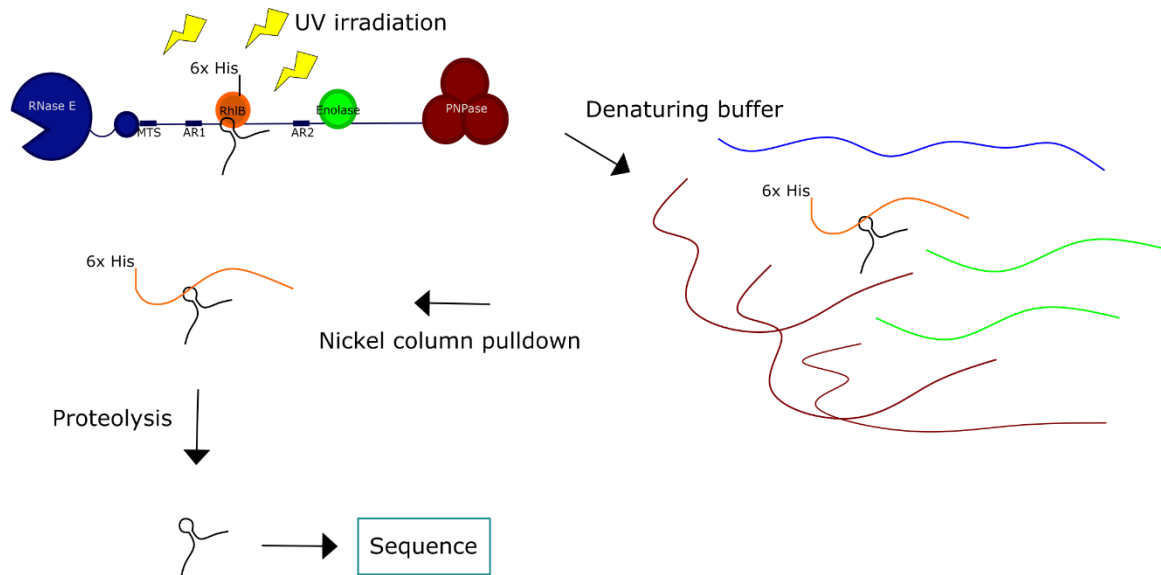 UV irradiation
6x His
RNase E
RhlB
Enolase
PNPase
MTS
AR1
AR2
Denaturing buffer
6x His
6x His
Nickel column pulldown
Proteolysis
Sequence